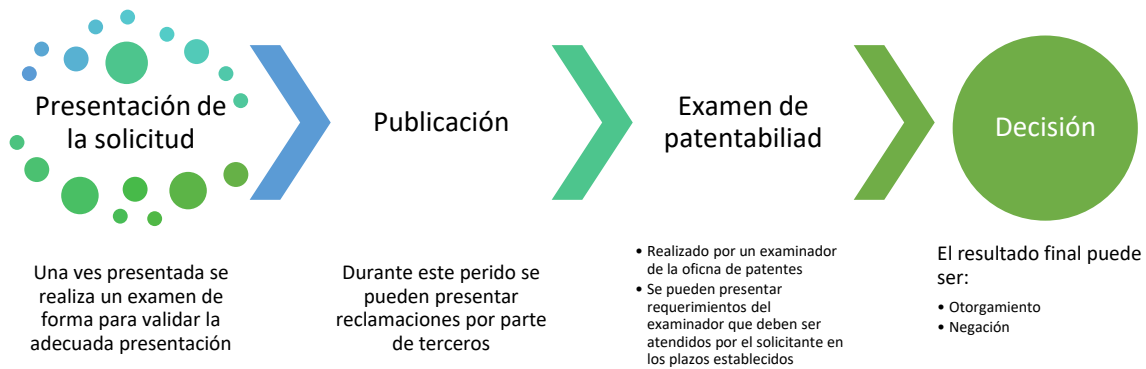 Presentación de
la solicitud
Una ves presentada se
realiza un examen de
forma para validar la
adecuada presentación
Publicación
Durante este perido se
pueden presentar
reclamaciones por parte
de terceros
Examen de
patentabiliad
• Realizado por un examinador
de la oficna de patentes
• Se pueden presentar
requerimientos del
examinador que deben ser
atendidos por el solicitante en
los plazos establecidos
Decisión
El resultado final puede
ser:
• Otorgamiento
• Negación